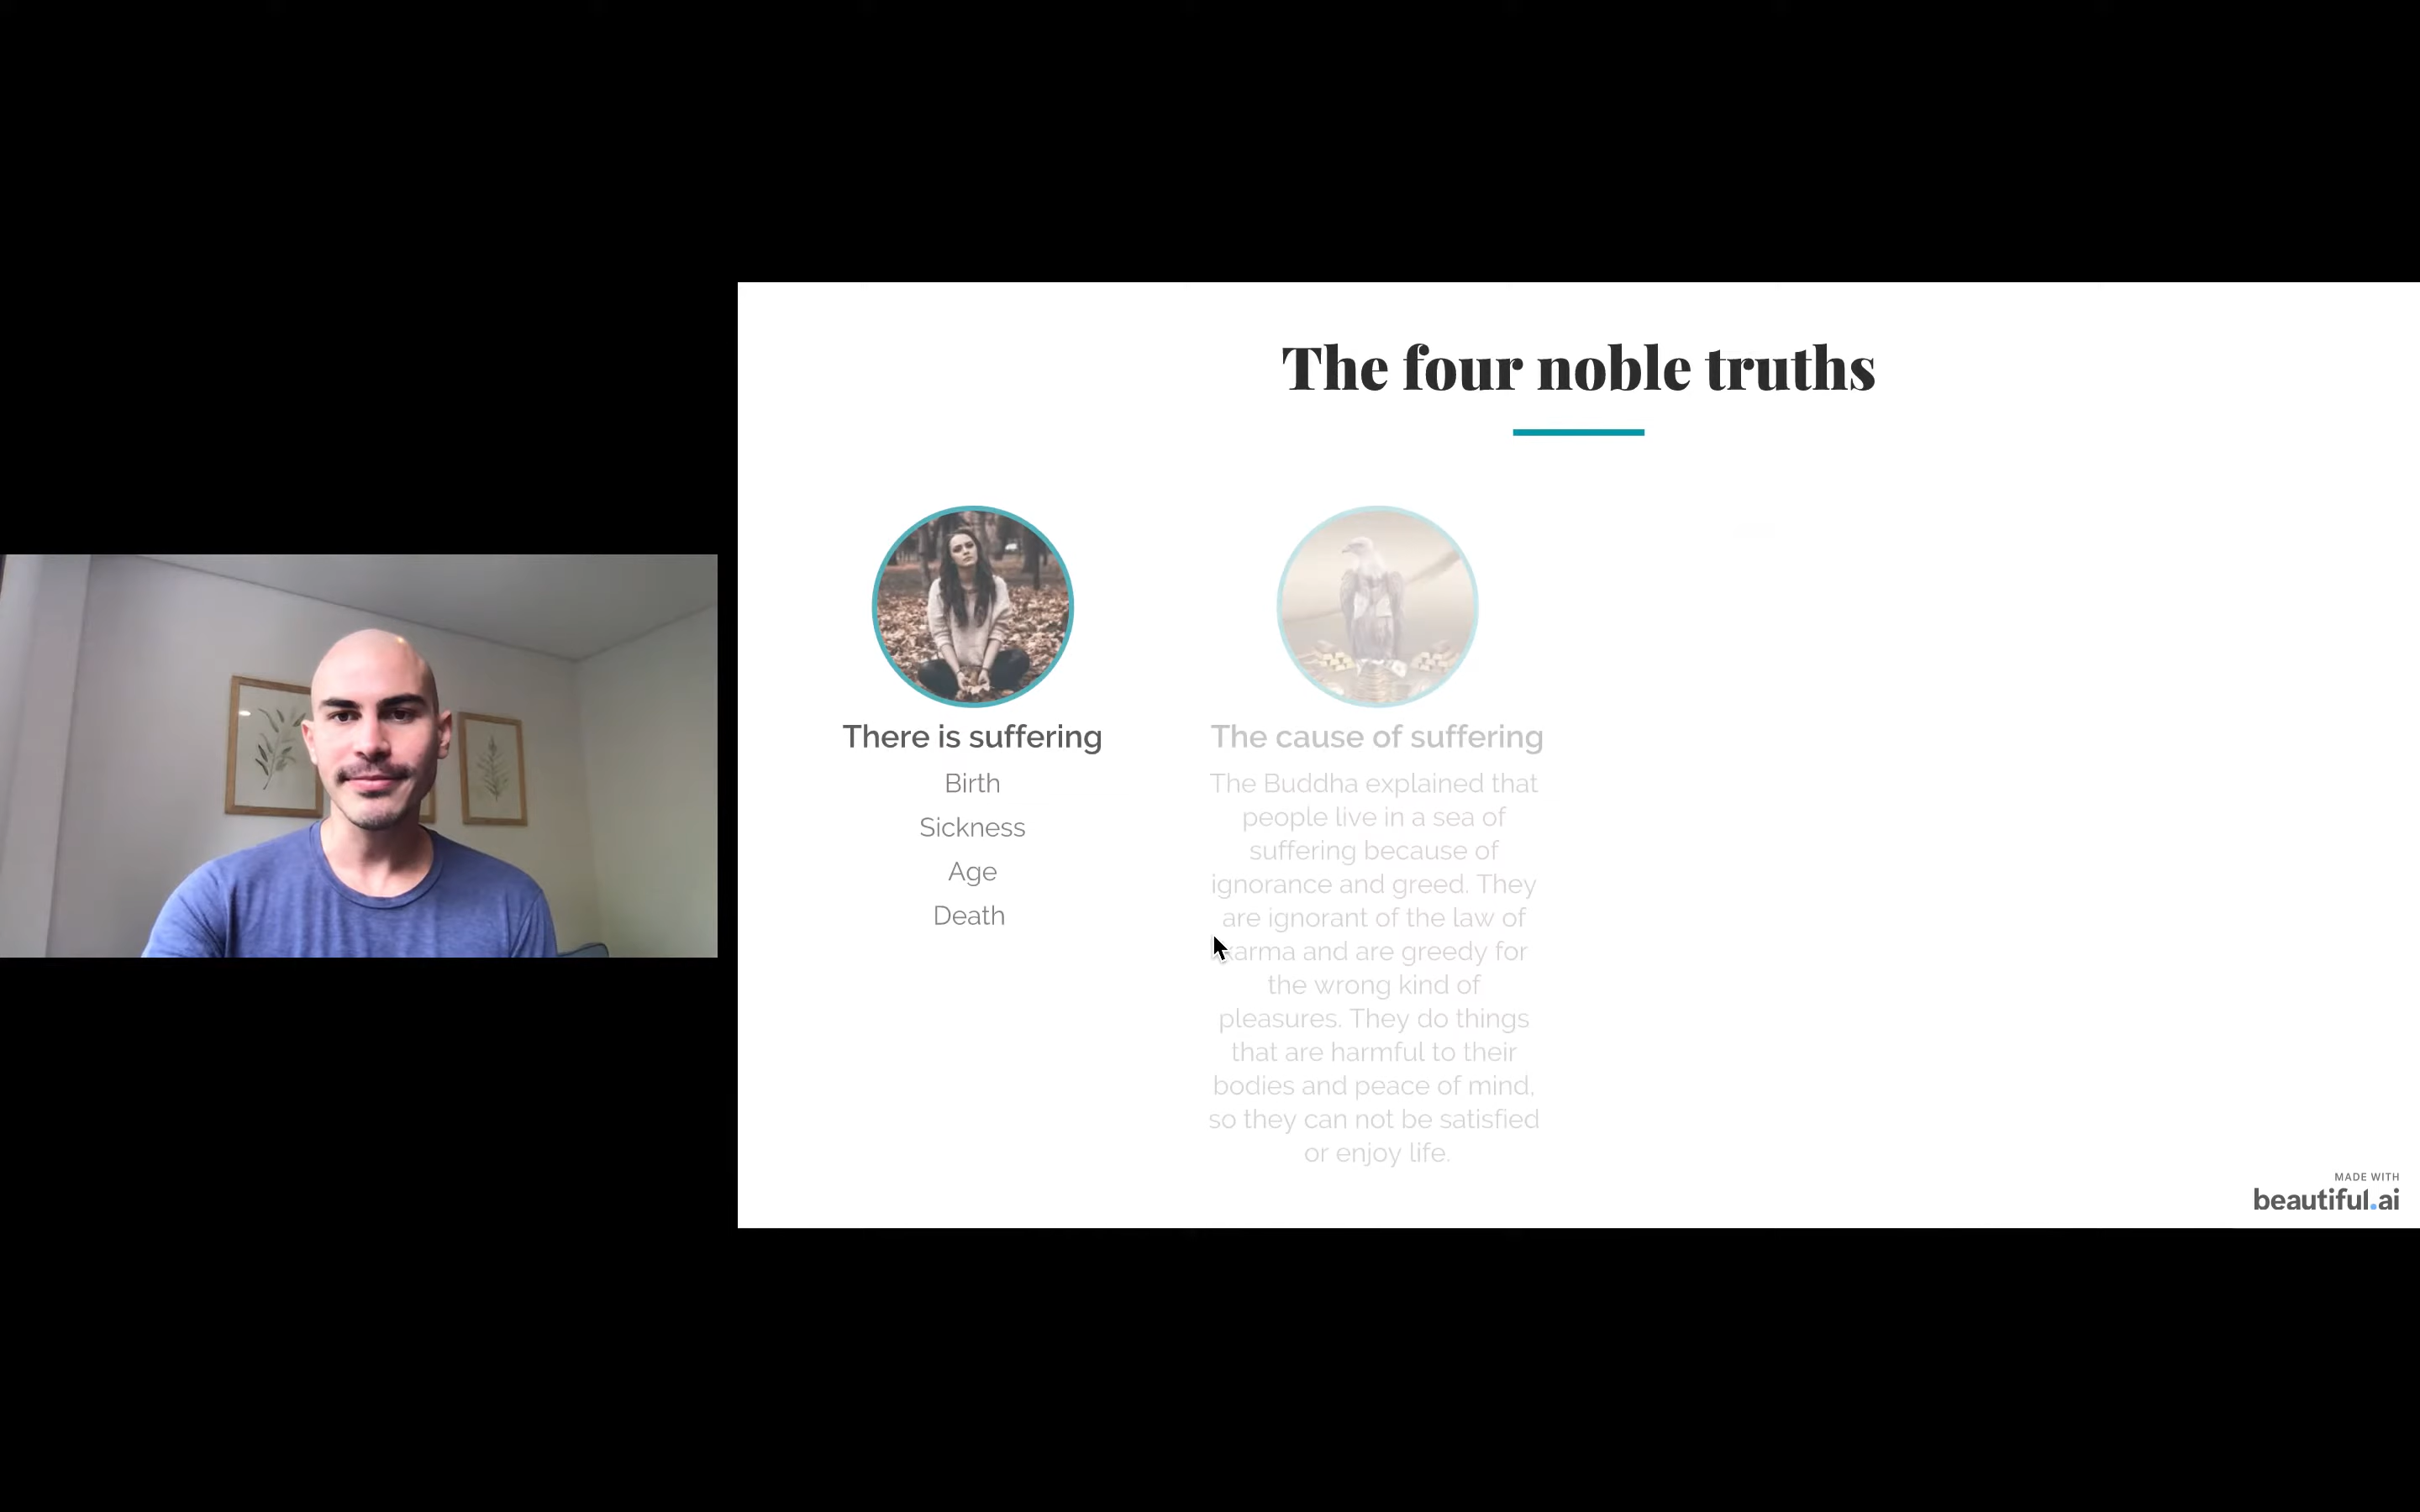 The four noble truths
There is suffering
Birth
Sickness
Age
Death
The cause of suffering
The Buddha explained that
people live in a sea of
suffering because of
ignorance and greed. They
are ignorant of the law of
karma and are greedy for
the wrong kind of
pleasures. They do things
that are harmful to their
bodies and peace of mind,
so they can not be satisfied
or enjoy life.
MADE WITH
beautiful.ai